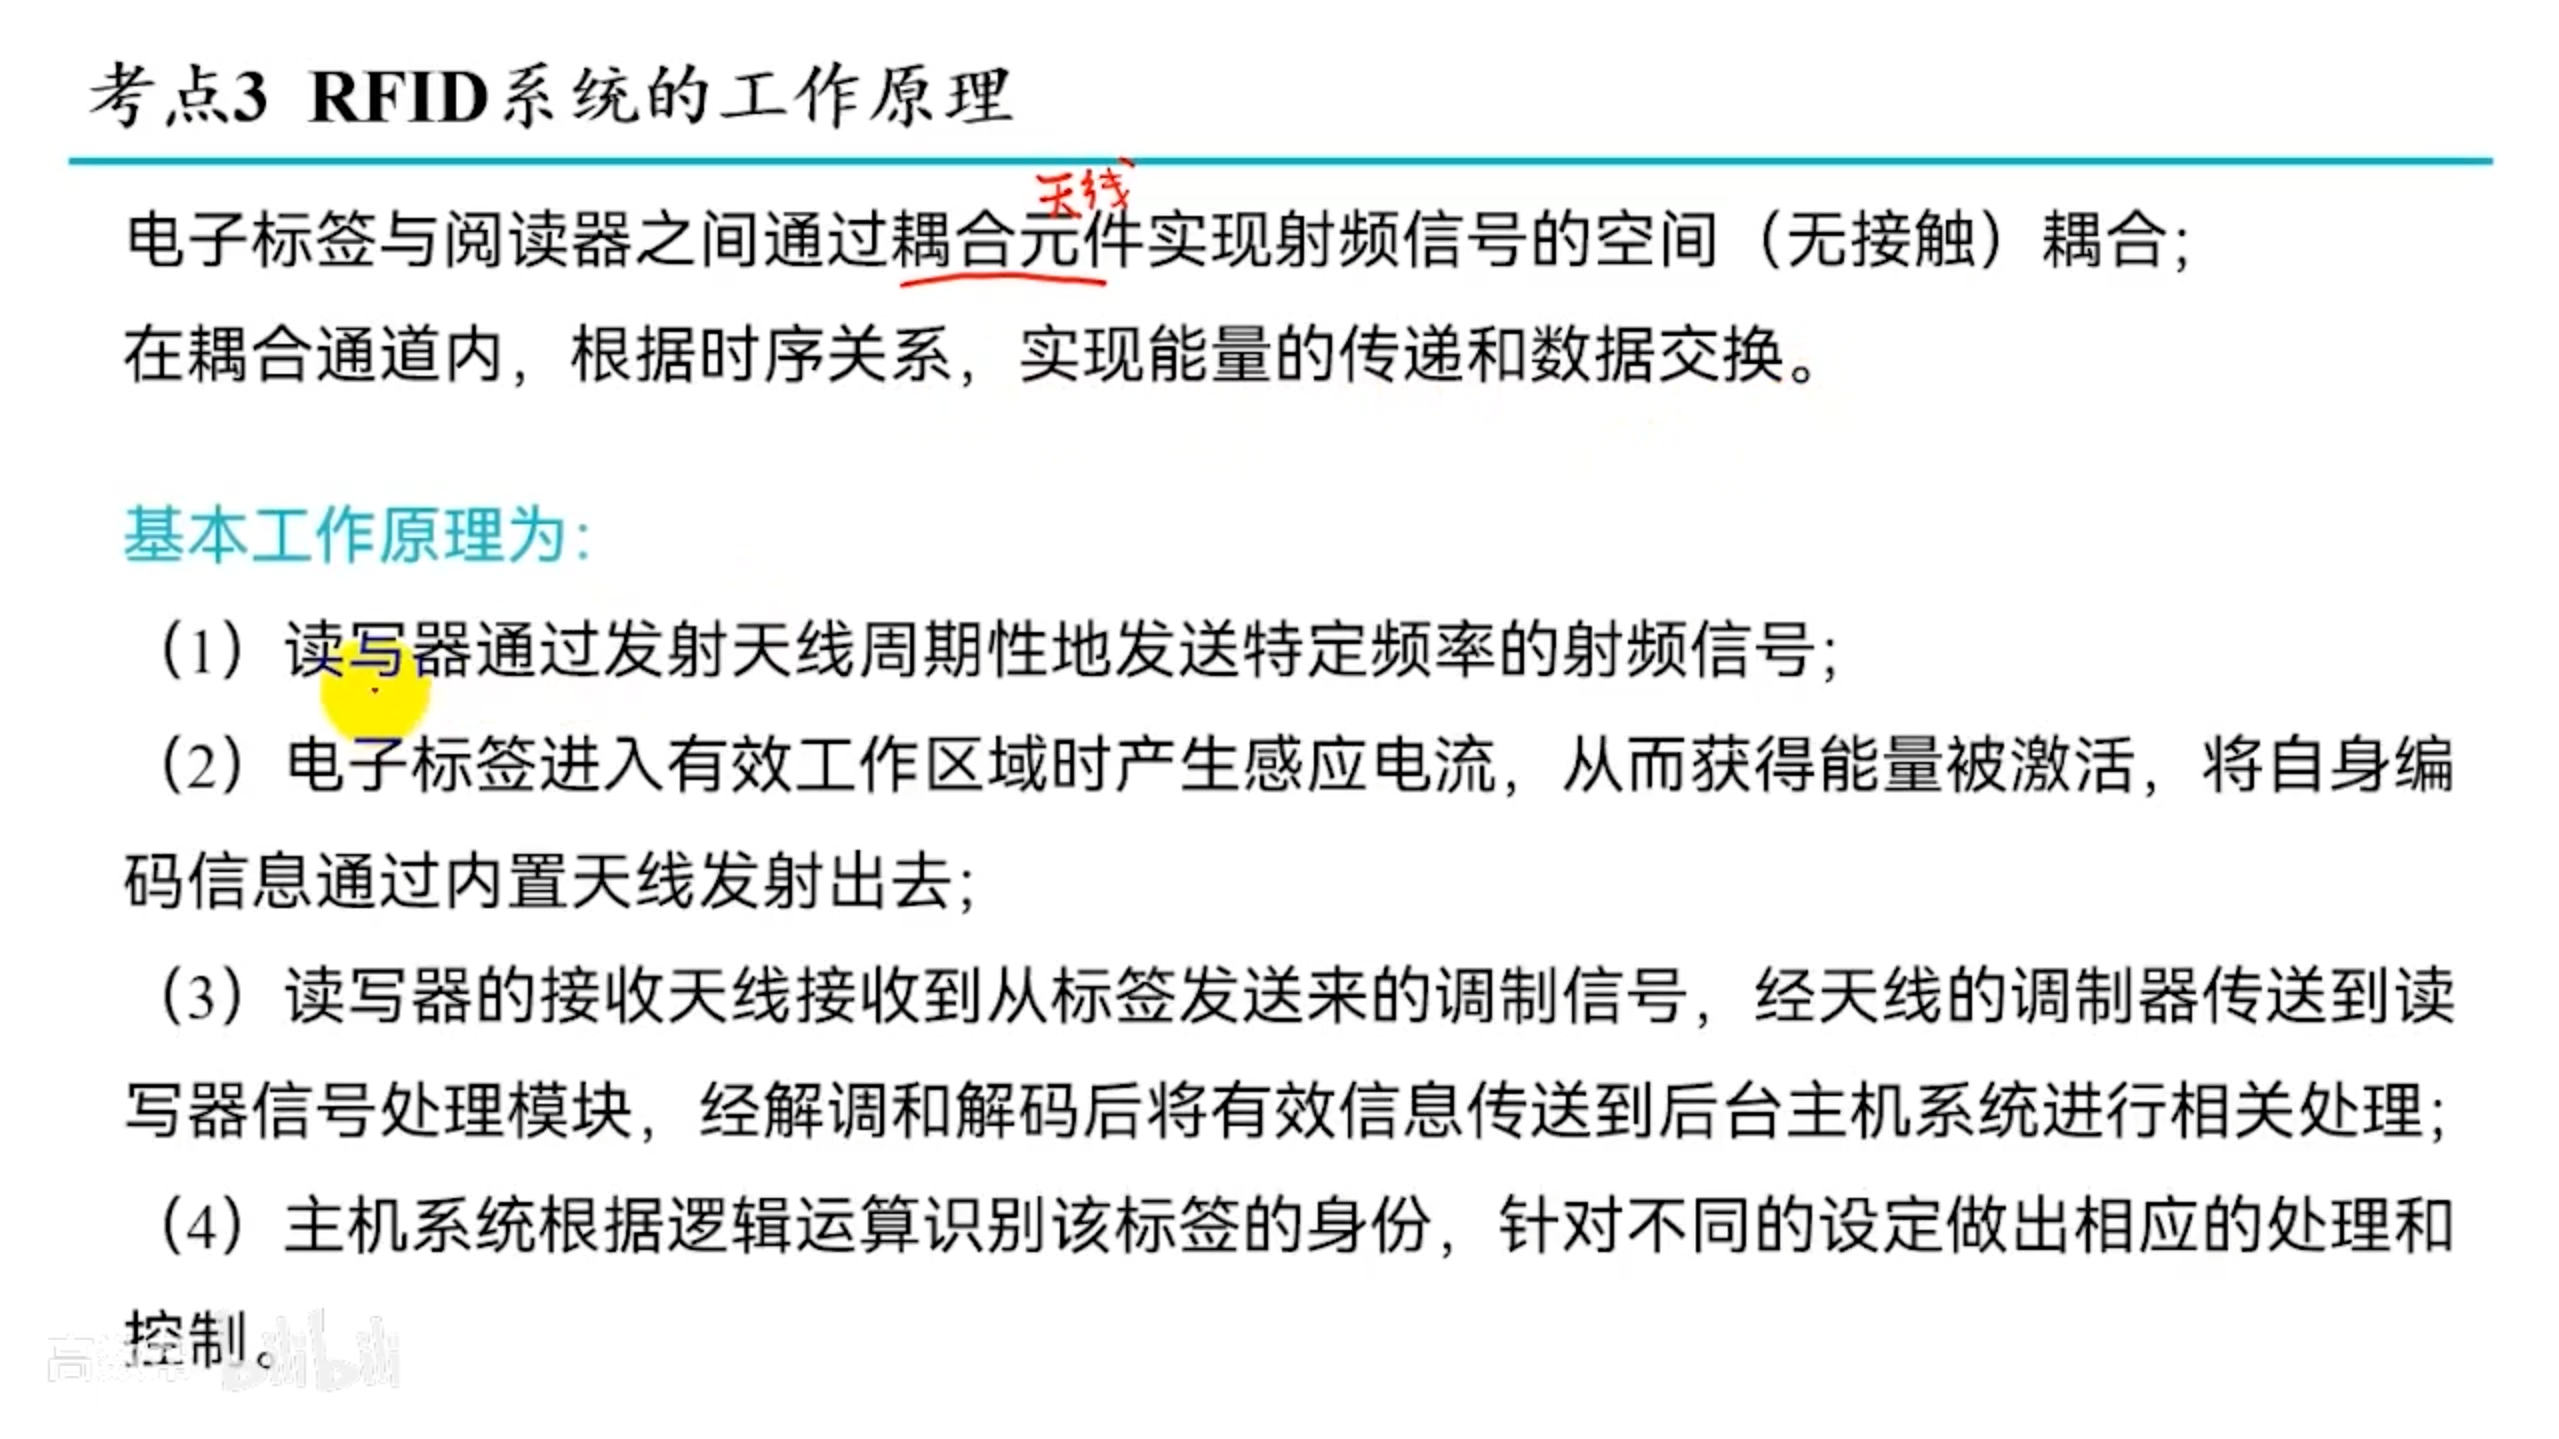 考点3 RFID系统的工作原理
天线
电子标签与阅读器之间通过耦合元件实现射频信号的空间（无接触）耦合；
在耦合通道内，根据时序关系，实现能量的传递和数据交换。
基本工作原理为：
（1）读写器通过发射天线周期性地发送特定频率的射频信号；
（2）电子标签进入有效工作区域时产生感应电流，从而获得能量被激活，将自身编
码信息通过内置天线发射出去；
（3）读写器的接收天线接收到从标签发送来的调制信号，经天线的调制器传送到读
写器信号处理模块，经解调和解码后将有效信息传送到后台主机系统进行相关处理；
（4）主机系统根据逻辑运算识别该标签的身份，针对不同的设定做出相应的处理和
控制。
bilibili